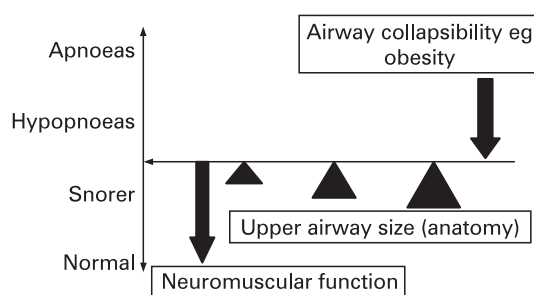 Airway collapsibility eg
obesity
Apnoeas
Hypopnoeas
Snorer
Upper airway size (anatomy)
Normal
Neuromuscular function